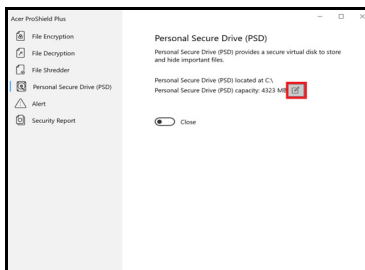 Acer ProShield Plus
File Encryption
File Decryption
File Shredder
Personal Secure Drive (PSD)
Alert
Security Report
Personal Secure Drive (PSD)
Personal Secure Drive (PSD) provides a secure virtual disk to store
and hide important files.
Personal Secure Drive (PSD) located at C:\
Personal Secure Drive (PSD) capacity: 4323 MB
Close